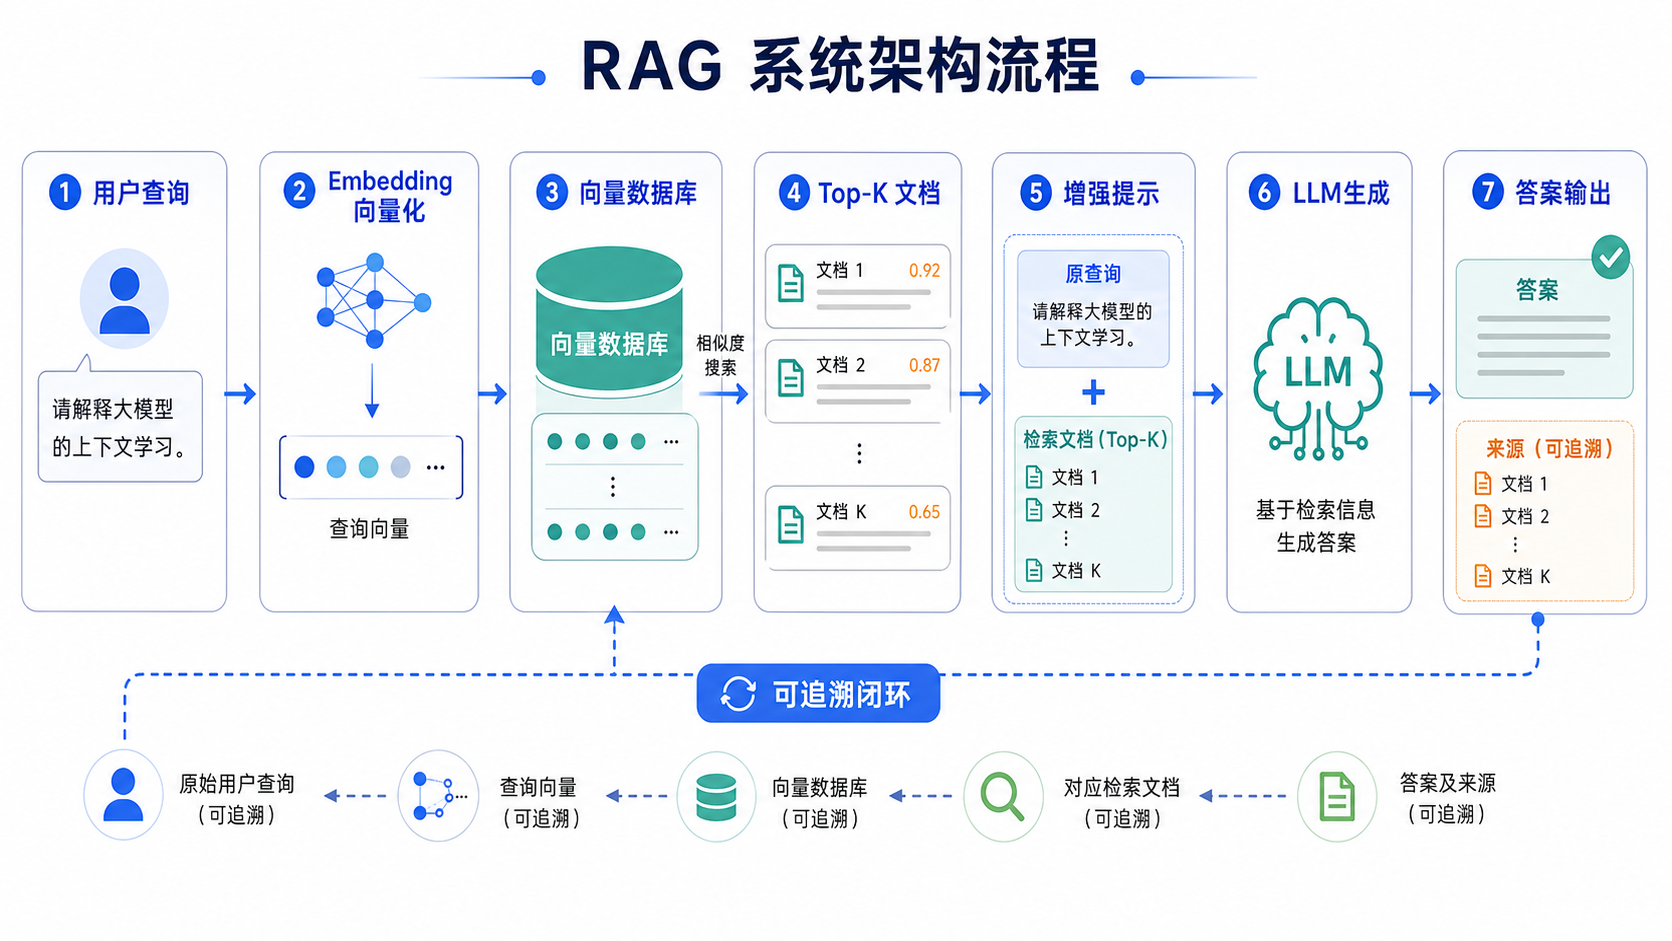 RAG 系统架构流程
1 用户查询
请解释大模型
的上下文学习。
2 Embedding
向量化
...
查询向量
3 向量数据库
向量数据库
...
⋮
...
相似度
搜索
4 Top-K 文档
文档 1 0.92
文档 2 0.87
⋮
文档 K 0.65
5 增强提示
原查询
请解释大模型的
上下文学习。
+
检索文档 (Top-K)
文档 1
文档 2
⋮
文档 K
6 LLM生成
LLM
基于检索信息
生成答案
7 答案输出
答案
来源（可追溯）
文档 1
文档 2
⋮
文档 K
可追溯闭环
原始用户查询
（可追溯）
...
查询向量
（可追溯）
向量数据库
（可追溯）
对应检索文档
（可追溯）
答案及来源
（可追溯）